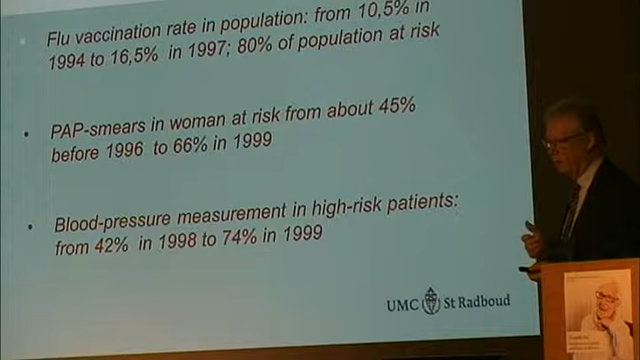 Flu vaccination rate in population: from 10,5% in
1994 to 16,5% in 1997; 80% of population at risk
• PAP-smears in woman at risk from about 45%
before 1996 to 66% in 1999
• Blood-pressure measurement in high-risk patients:
from 42% in 1998 to 74% in 1999
UMC St Radboud